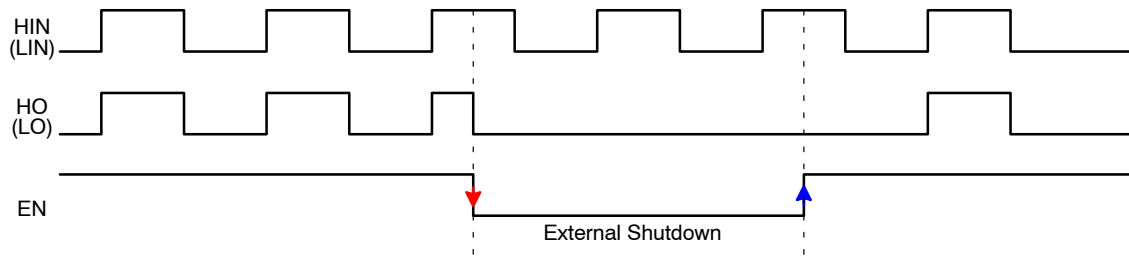 HIN
(LIN)
HO
(LO)
EN
External Shutdown